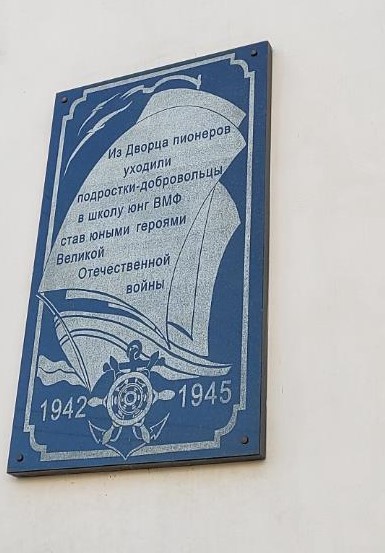 Из Дворца пионеров
уходили
подростки-добровольцы
в школу юнг ВМФ
став юными героями
Великой
Отечественной
войны
1942 1945